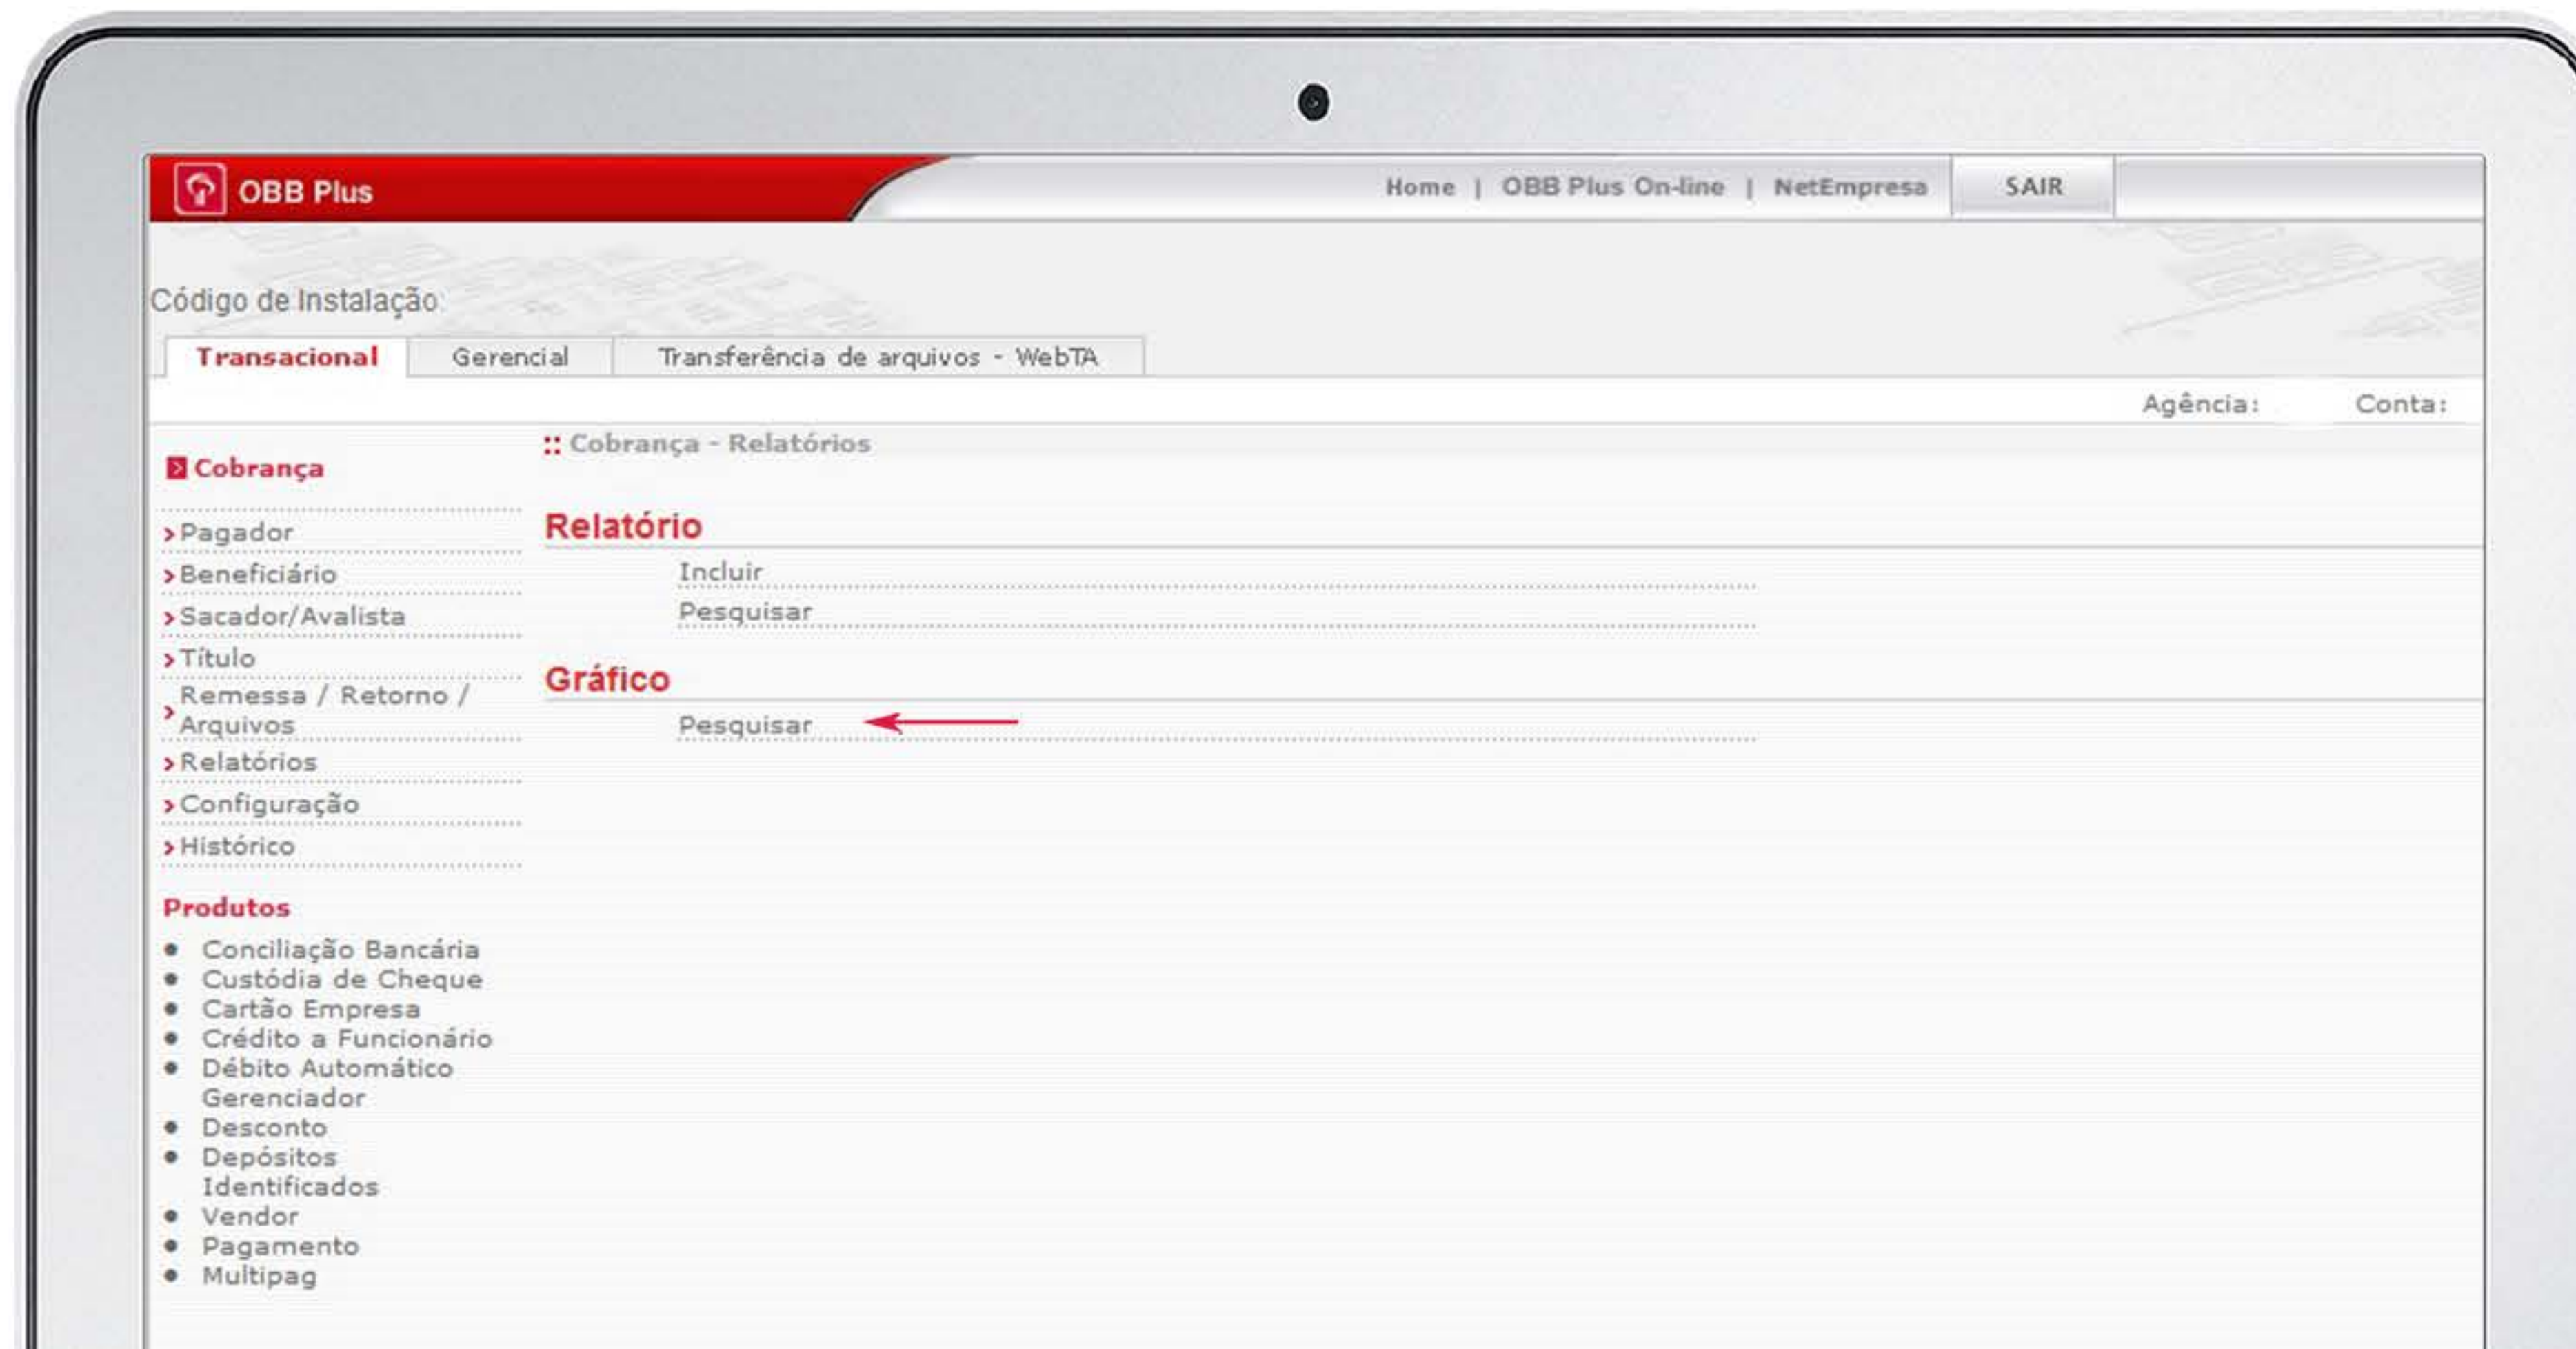 OBB Plus
Home | OBB Plus On-line | NetEmpresa SAIR
Código de Instalação:
Transacional Gerencial Transferência de arquivos - WebTA
Agência: Conta:
:: Cobrança - Relatórios
Cobrança
Pagador
Beneficiário
Sacador/Avalista
Título
Remessa / Retorno /
Arquivos
Relatórios
Configuração
Histórico
Relatório
Incluir
Pesquisar
Gráfico
Pesquisar
Produtos
Conciliação Bancária
Custódia de Cheque
Cartão Empresa
Crédito a Funcionário
Débito Automático
Gerenciador
Desconto
Depósitos
Identificados
Vendor
Pagamento
Multipag